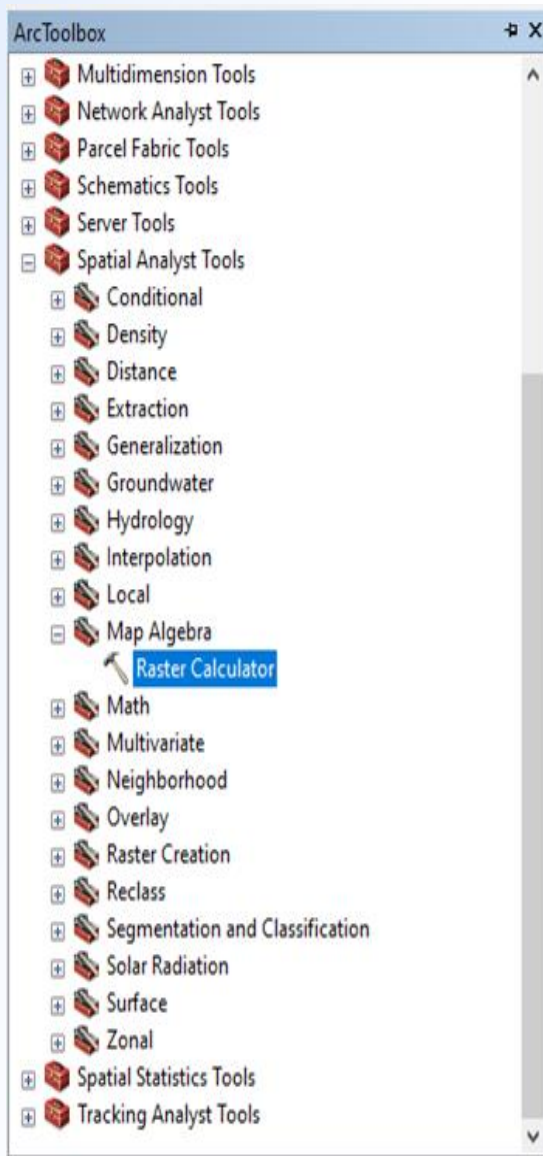 ArcToolbox
Multidimension Tools
Network Analyst Tools
Parcel Fabric Tools
Schematics Tools
Server Tools
Spatial Analyst Tools
Conditional
Density
Distance
Extraction
Generalization
Groundwater
Hydrology
Interpolation
Local
Map Algebra
Raster Calculator
Math
Multivariate
Neighborhood
Overlay
Raster Creation
Reclass
Segmentation and Classification
Solar Radiation
Surface
Zonal
Spatial Statistics Tools
Tracking Analyst Tools